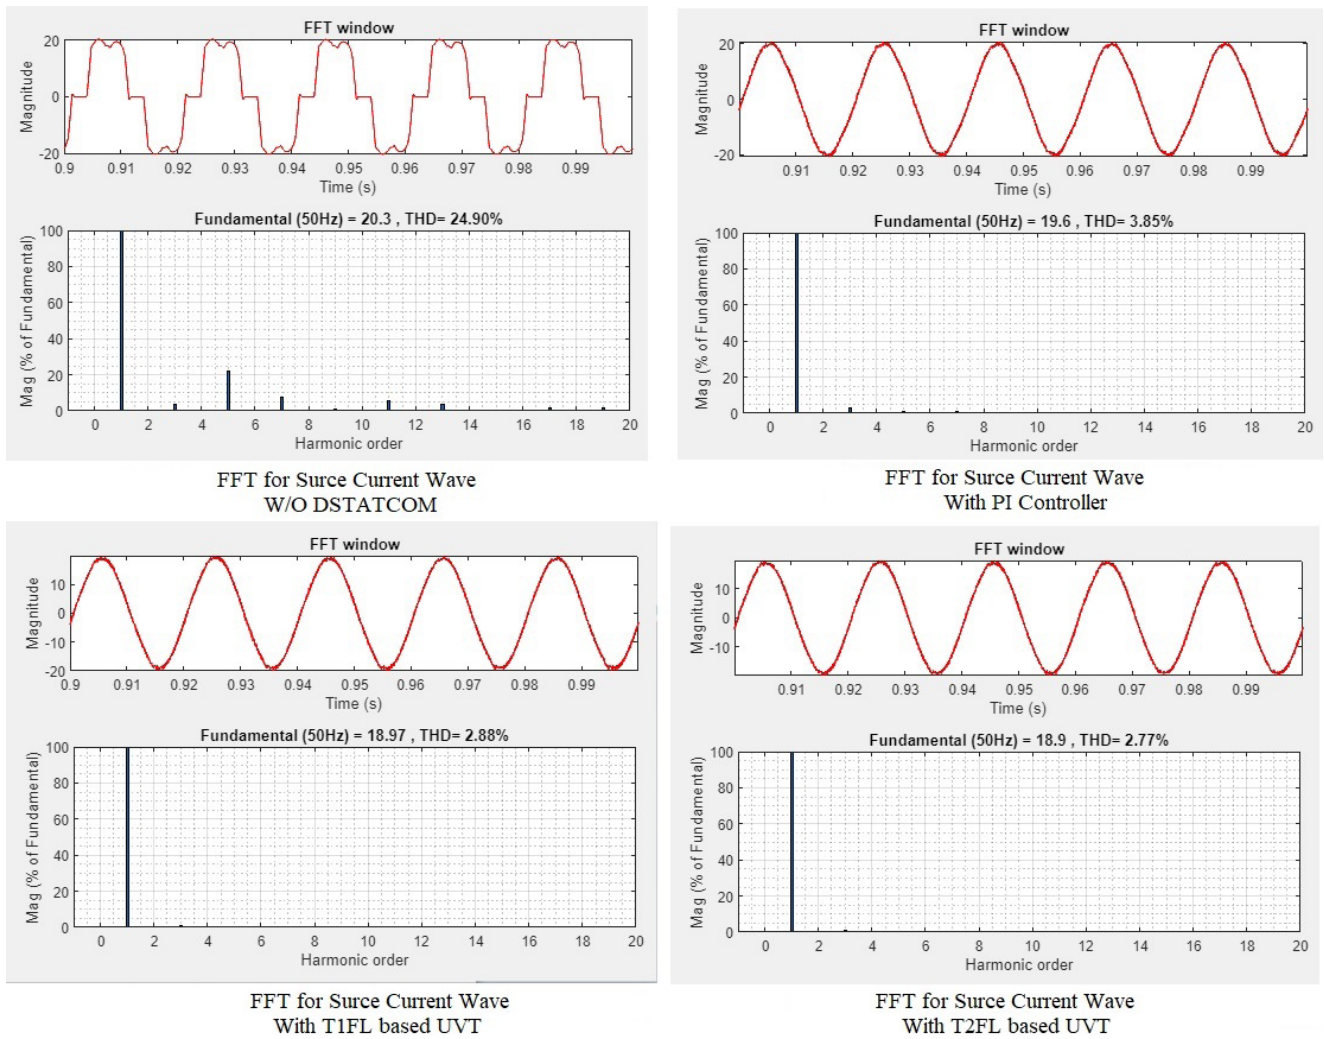 FFT window
20
0
-20
Magnitude
0.9 0.91 0.92 0.93 0.94 0.95 0.96 0.97 0.98 0.99
Time (s)
Fundamental (50Hz) = 20.3 , THD= 24.90%
100
80
60
40
20
0
Mag (% of Fundamental)
0 2 4 6 8 10 12 14 16 18 20
Harmonic order
FFT for Surce Current Wave
W/O DSTATCOM
FFT window
20
0
-20
Magnitude
0.91 0.92 0.93 0.94 0.95 0.96 0.97 0.98 0.99
Time (s)
Fundamental (50Hz) = 19.6 , THD= 3.85%
100
80
60
40
20
0
Mag (% of Fundamental)
0 2 4 6 8 10 12 14 16 18 20
Harmonic order
FFT for Surce Current Wave
With PI Controller
FFT window
10
0
-10
-20
Magnitude
0.9 0.91 0.92 0.93 0.94 0.95 0.96 0.97 0.98 0.99
Time (s)
Fundamental (50Hz) = 18.97 , THD= 2.88%
100
80
60
40
20
0
Mag (% of Fundamental)
0 2 4 6 8 10 12 14 16 18 20
Harmonic order
FFT for Surce Current Wave
With T1FL based UVT
FFT window
10
0
-10
Magnitude
0.91 0.92 0.93 0.94 0.95 0.96 0.97 0.98 0.99
Time (s)
Fundamental (50Hz) = 18.9 , THD= 2.77%
100
80
60
40
20
0
Mag (% of Fundamental)
0 2 4 6 8 10 12 14 16 18 20
Harmonic order
FFT for Surce Current Wave
With T2FL based UVT